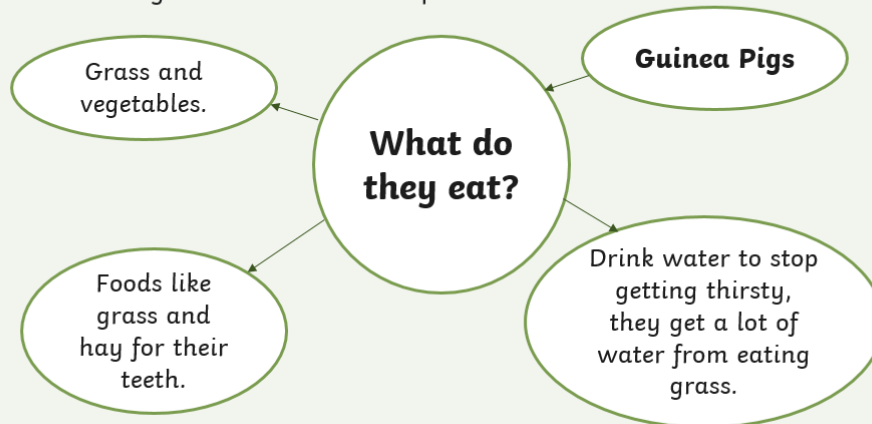 Guinea Pigs
What do
they eat?
Grass and
vegetables.
Foods like
grass and
hay for their
teeth.
Drink water to stop
getting thirsty,
they get a lot of
water from eating
grass.